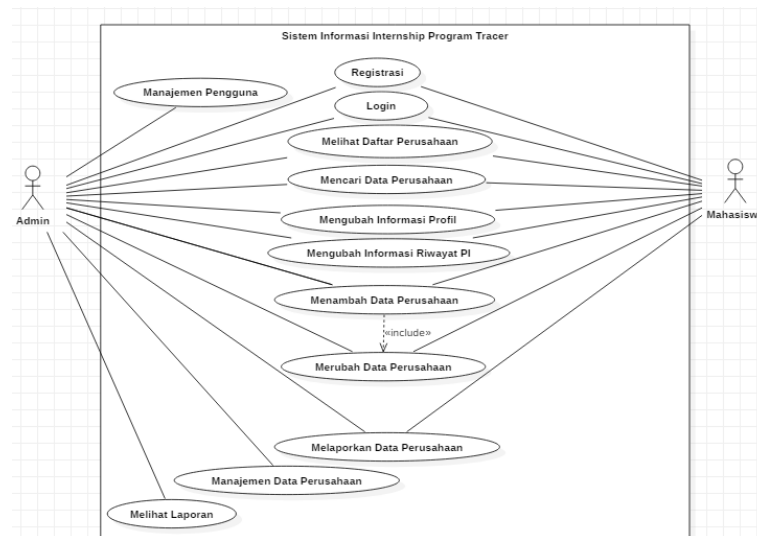 Sistem Informasi Internship Program Tracer
Registrasi
Manajemen Pengguna
Login
Melihat Daftar Perusahaan
Mencari Data Perusahaan
Admin
Mahasisw
Mengubah Informasi Profil
Mengubah Informasi Riwayat PI
Menambah Data Perusahaan
«include»
Merubah Data Perusahaan
Melaporkan Data Perusahaan
Manajemen Data Perusahaan
Melihat Laporan